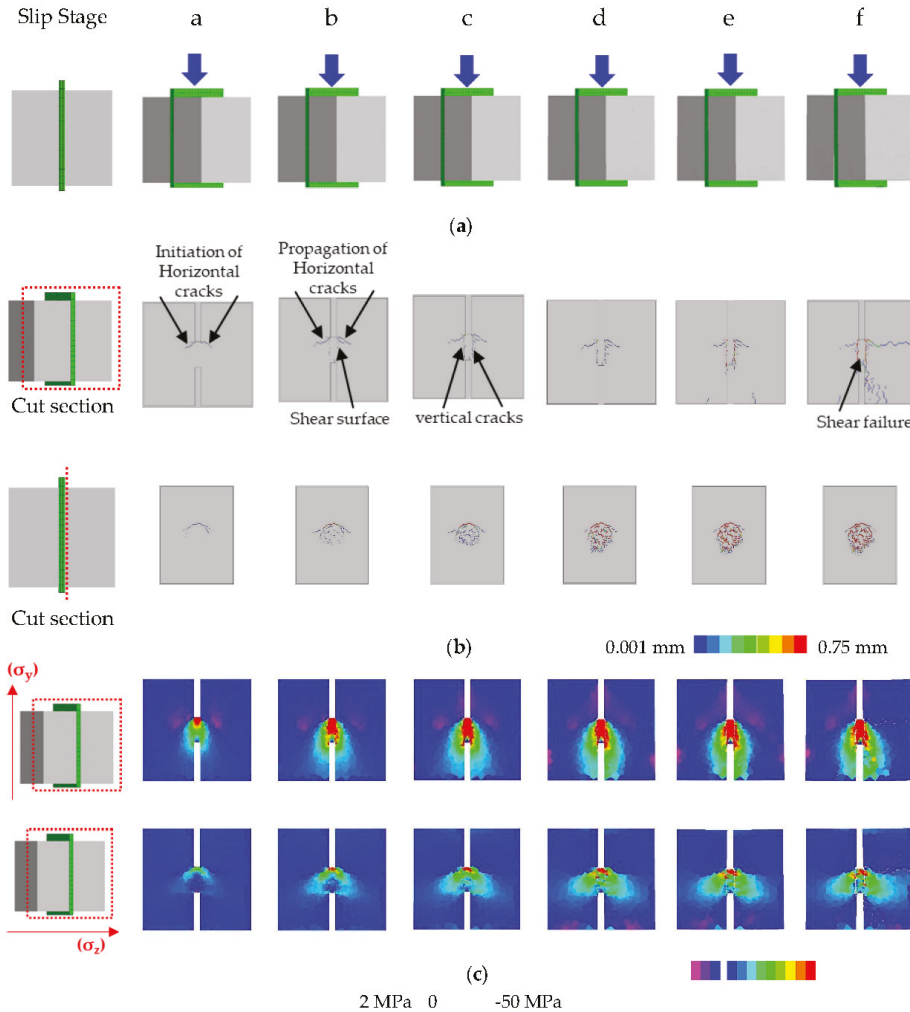 Slip Stage a b c d e f
(a)
Initiation of
Horizontal
cracks
Propagation of
Horizontal
cracks
Cut section
Shear surface
vertical cracks
Shear failure
Cut section
(b)
0.001 mm 0.75 mm
(σy)
(σz)
(c)
2 MPa 0 -50 MPa